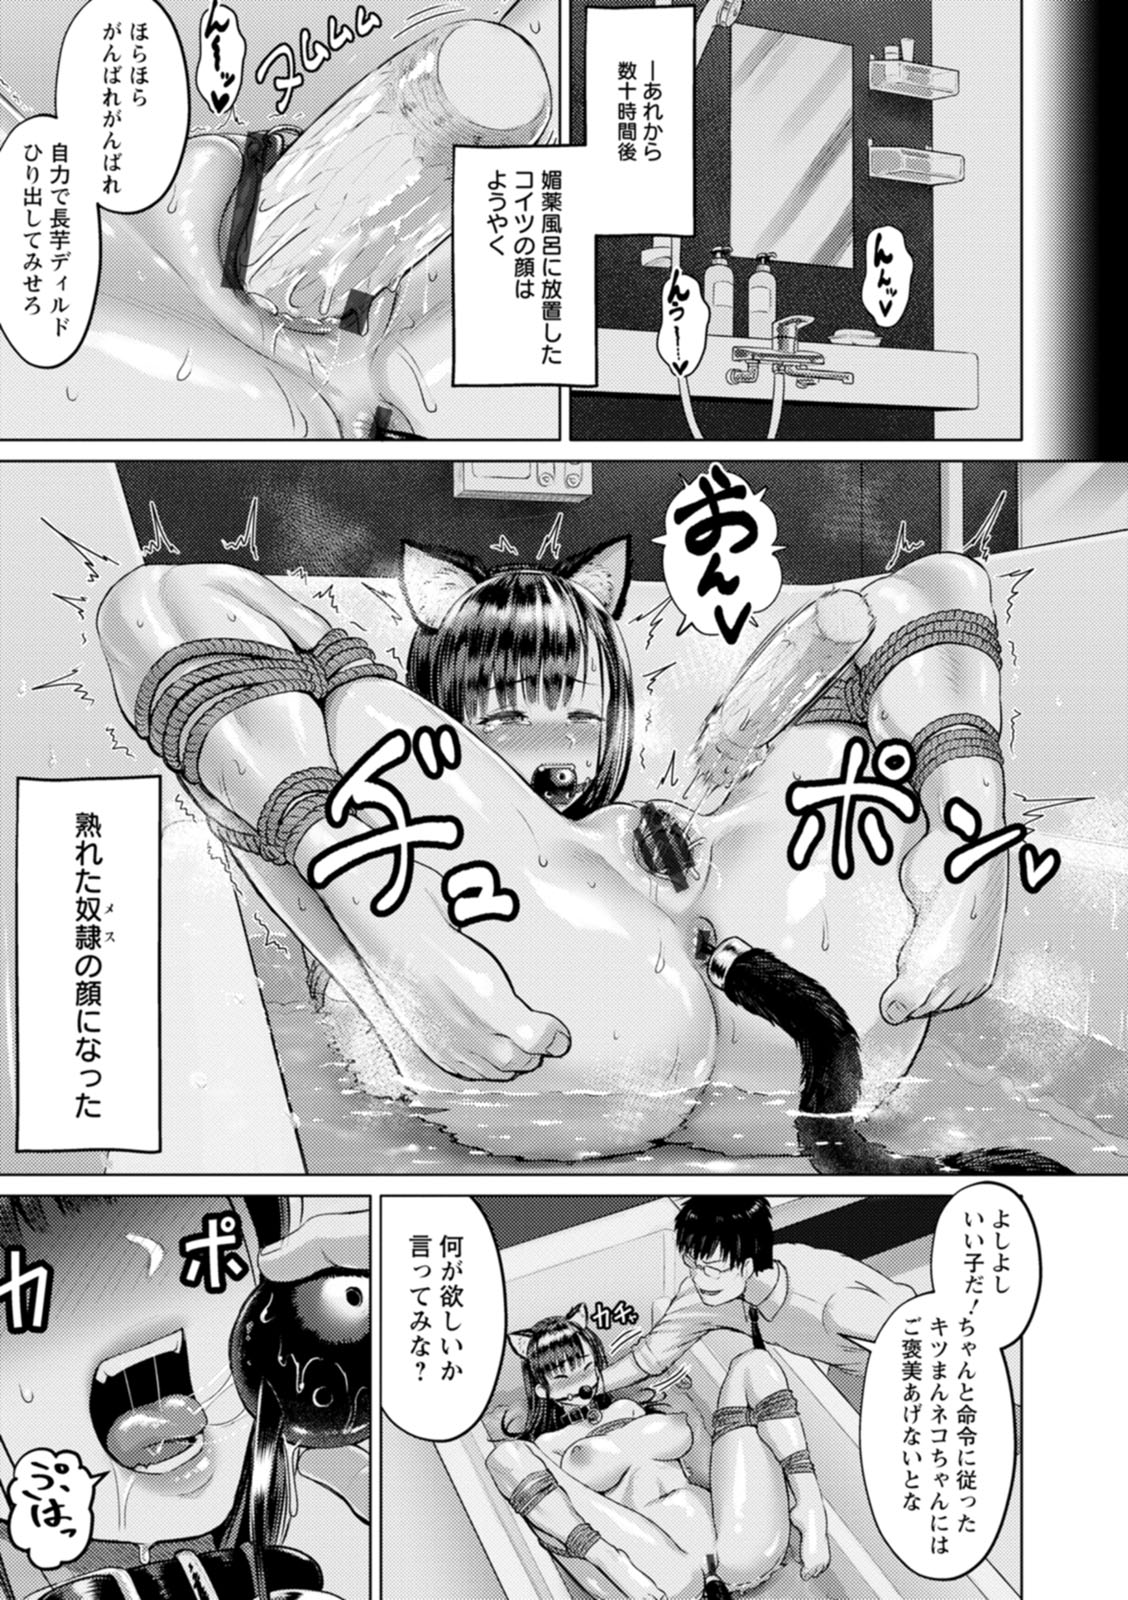 ーあれから
数十時間後
媚薬風呂に放置した
コイツの顔は
ようやく
んんッ♥
んぅー…♥
んーッ♥
ヌムムム
ほらほら
がんばれがんばれ
自力で長芋ディルド
ひり出してみせろ
おんッ♥
ギュ
ポン♥
熟れた奴隷の顔になった
メス
よしよし
いい子だ!ちゃんと命令に従った
キツまんネコちゃんには
ご褒美あげないとな
カチャ
何が欲しいか
言ってみな?
ポ
カ
ぷ、はっ